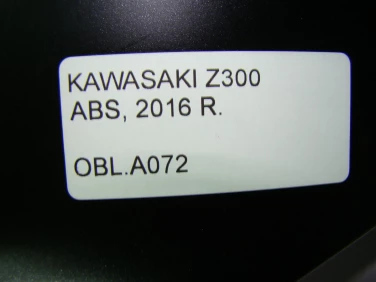 KAWASAKI Z300
ABS, 2016 R.
OBL.A072